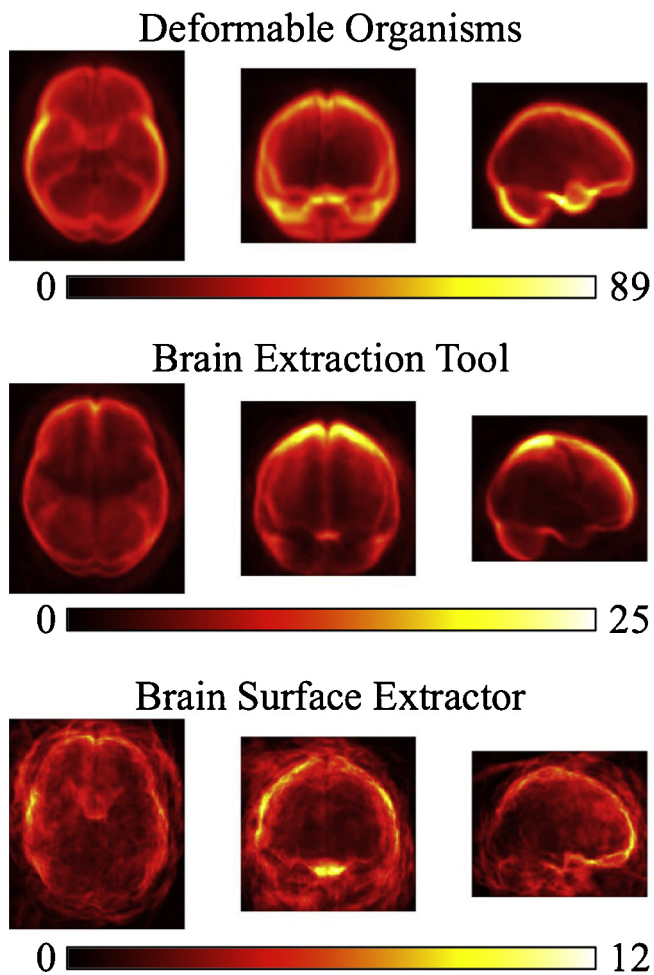 Deformable Organisms
0 89
Brain Extraction Tool
0 25
Brain Surface Extractor
0 12